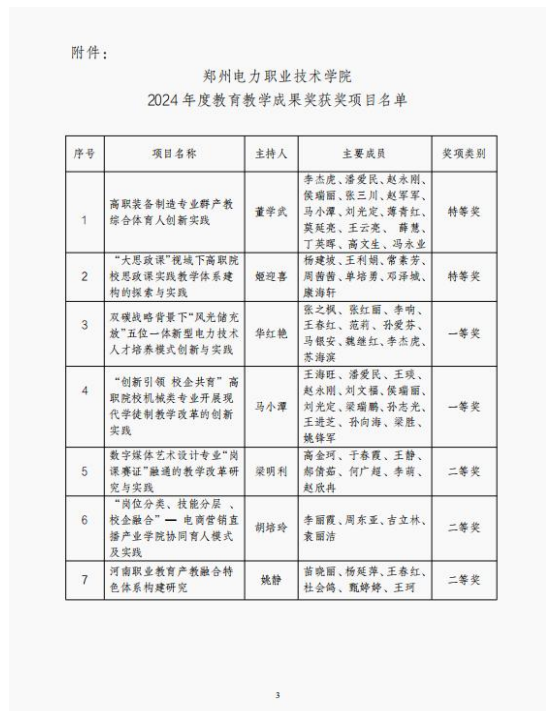 附件：
郑州电力职业技术学院
2024 年度教育教学成果奖获奖项目名单
序号 项目名称 主持人 主要成员 奖项类别
1 高职装备制造专业群产教综合体育人创新实践 董学武 李杰虎、潘爱民、赵永刚、侯瑞丽、张三川、赵军军、马小潭、刘光定、薄青红、莫延亮、王云亮、 薛慧、丁英晖、高文生、冯永业 特等奖
2 “大思政课”视域下高职院校思政课实践教学体系建构的探索与实践 姬迎喜 杨建坡、王利娟、常素芳、周茜茜、单培勇、邓泽城、康海轩 特等奖
3 双碳战略背景下“风光储充放”五位一体新型电力技术人才培养模式创新与实践 华红艳 张之枫、张红丽、李响、王春红、范莉、孙爱芬、马银安、魏继红、李杰虎、苏海滨 一等奖
4 “创新引领 校企共育” 高职院校机械类专业开展现代学徒制教学改革的创新实践 马小潭 王海旺、潘爱民、王琰、赵永刚、刘文福、侯瑞丽、刘光定、梁瑞鹏、孙志光、王进芝、孙向海、梁胜、姚锋军 一等奖
5 数字媒体艺术设计专业“岗课赛证”融通的教学改革研究与实践 梁明利 高金珂、于春霞、王静、郝倩茹、何广超、李萌、赵欣冉 二等奖
6 “岗位分类、技能分层 、校企融合”— 电商营销直播产业学院协同育人模式及实践 胡培玲 李丽霞、周东亚、吉立林、袁丽洁 二等奖
7 河南职业教育产教融合特色体系构建研究 姚静 苗晓丽、杨延萍、王春红、杜会鸽、甄婷婷、王珂 二等奖
3